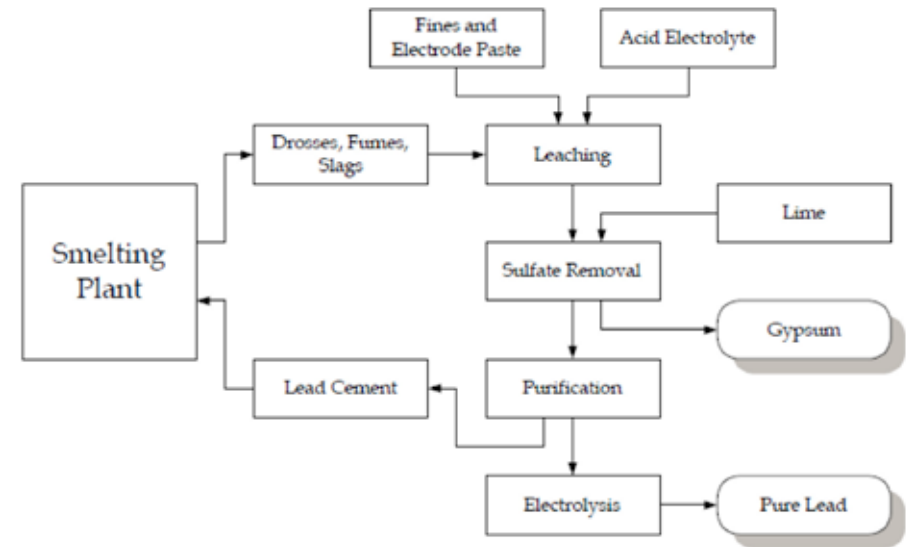 Fines and
Electrode Paste
Acid Electrolyte
Drosses, Fumes,
Slags
Leaching
Smelting
Plant
Lime
Sulfate Removal
Gypsum
Lead Cement
Purification
Electrolysis
Pure Lead